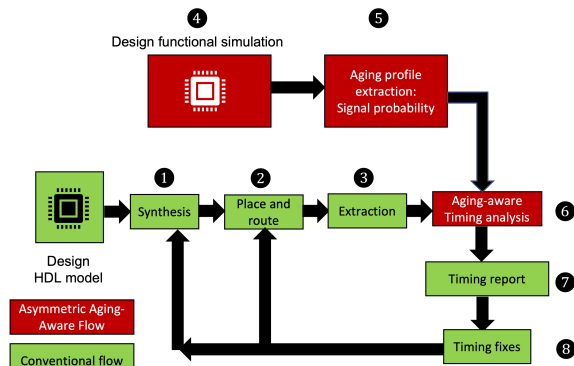 4
5
Design functional simulation
Aging profile
extraction:
Signal probability
1
2
3
Synthesis
Place and
route
Extraction
Aging-aware
Timing analysis
6
Design
HDL model
Timing report
7
Asymmetric Aging-
Aware Flow
Timing fixes
8
Conventional flow